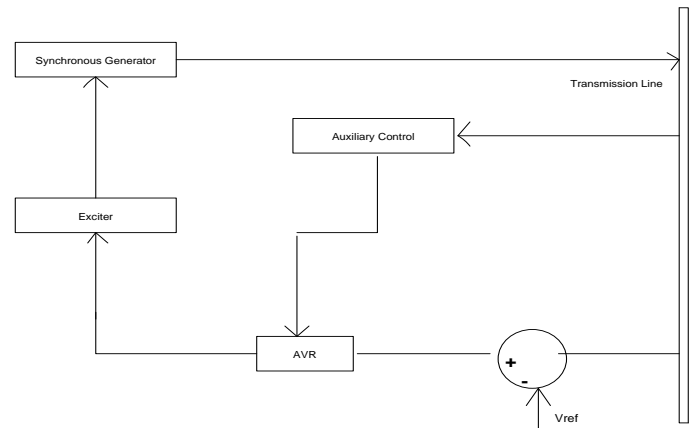 Synchronous Generator
Transmission Line
Auxiliary Control
Exciter
AVR
+
-
Vref